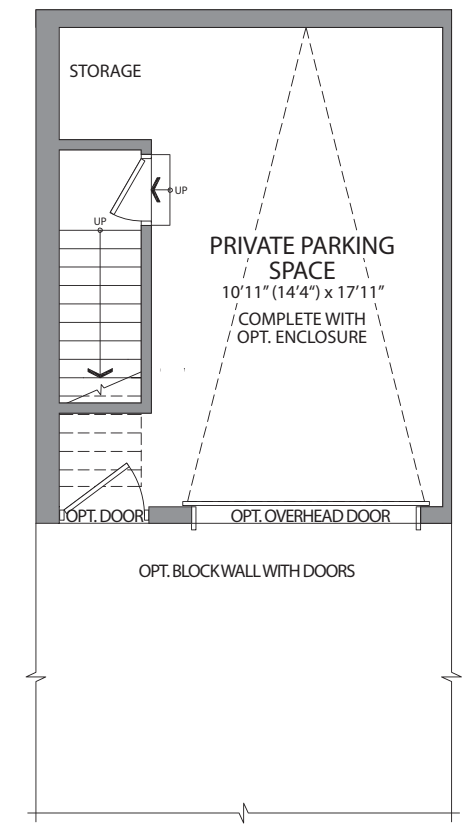 STORAGE
UP
UP
PRIVATE PARKING
SPACE
10'11" (14'4") x 17'11"
COMPLETE WITH
OPT. ENCLOSURE
OPT. DOOR
OPT. OVERHEAD DOOR
OPT. BLOCK WALL WITH DOORS